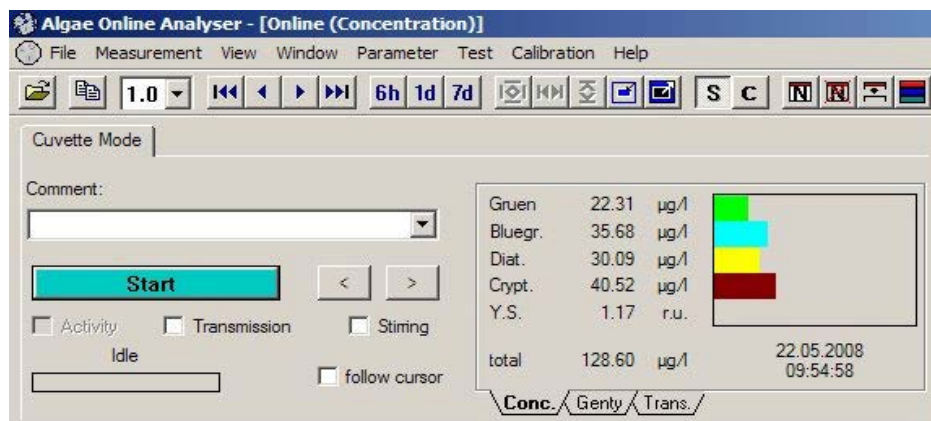 Algae Online Analyser - [Online (Concentration)]
File Measurement View Window Parameter Test Calibration Help
1.0 6h 1d 7d S C N N
Cuvette Mode
Comment:
Start < >
Activity Transmission Stirring
Idle
follow cursor
Gruen 22.31 µg/l
Bluegr. 35.68 µg/l
Diat. 30.09 µg/l
Crypt. 40.52 µg/l
Y.S. 1.17 r.u.
total 128.60 µg/l
22.05.2008
09:54:58
Conc. Genty Trans.